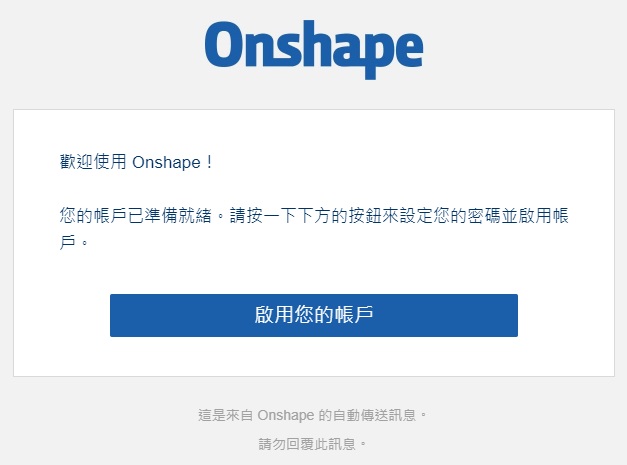 Onshape
歡迎使用 Onshape！
您的帳戶已準備就緒。請按一下下方的按鈕來設定您的密碼並啟用帳
戶。
啟用您的帳戶
這是來自 Onshape 的自動傳送訊息。
請勿回覆此訊息。